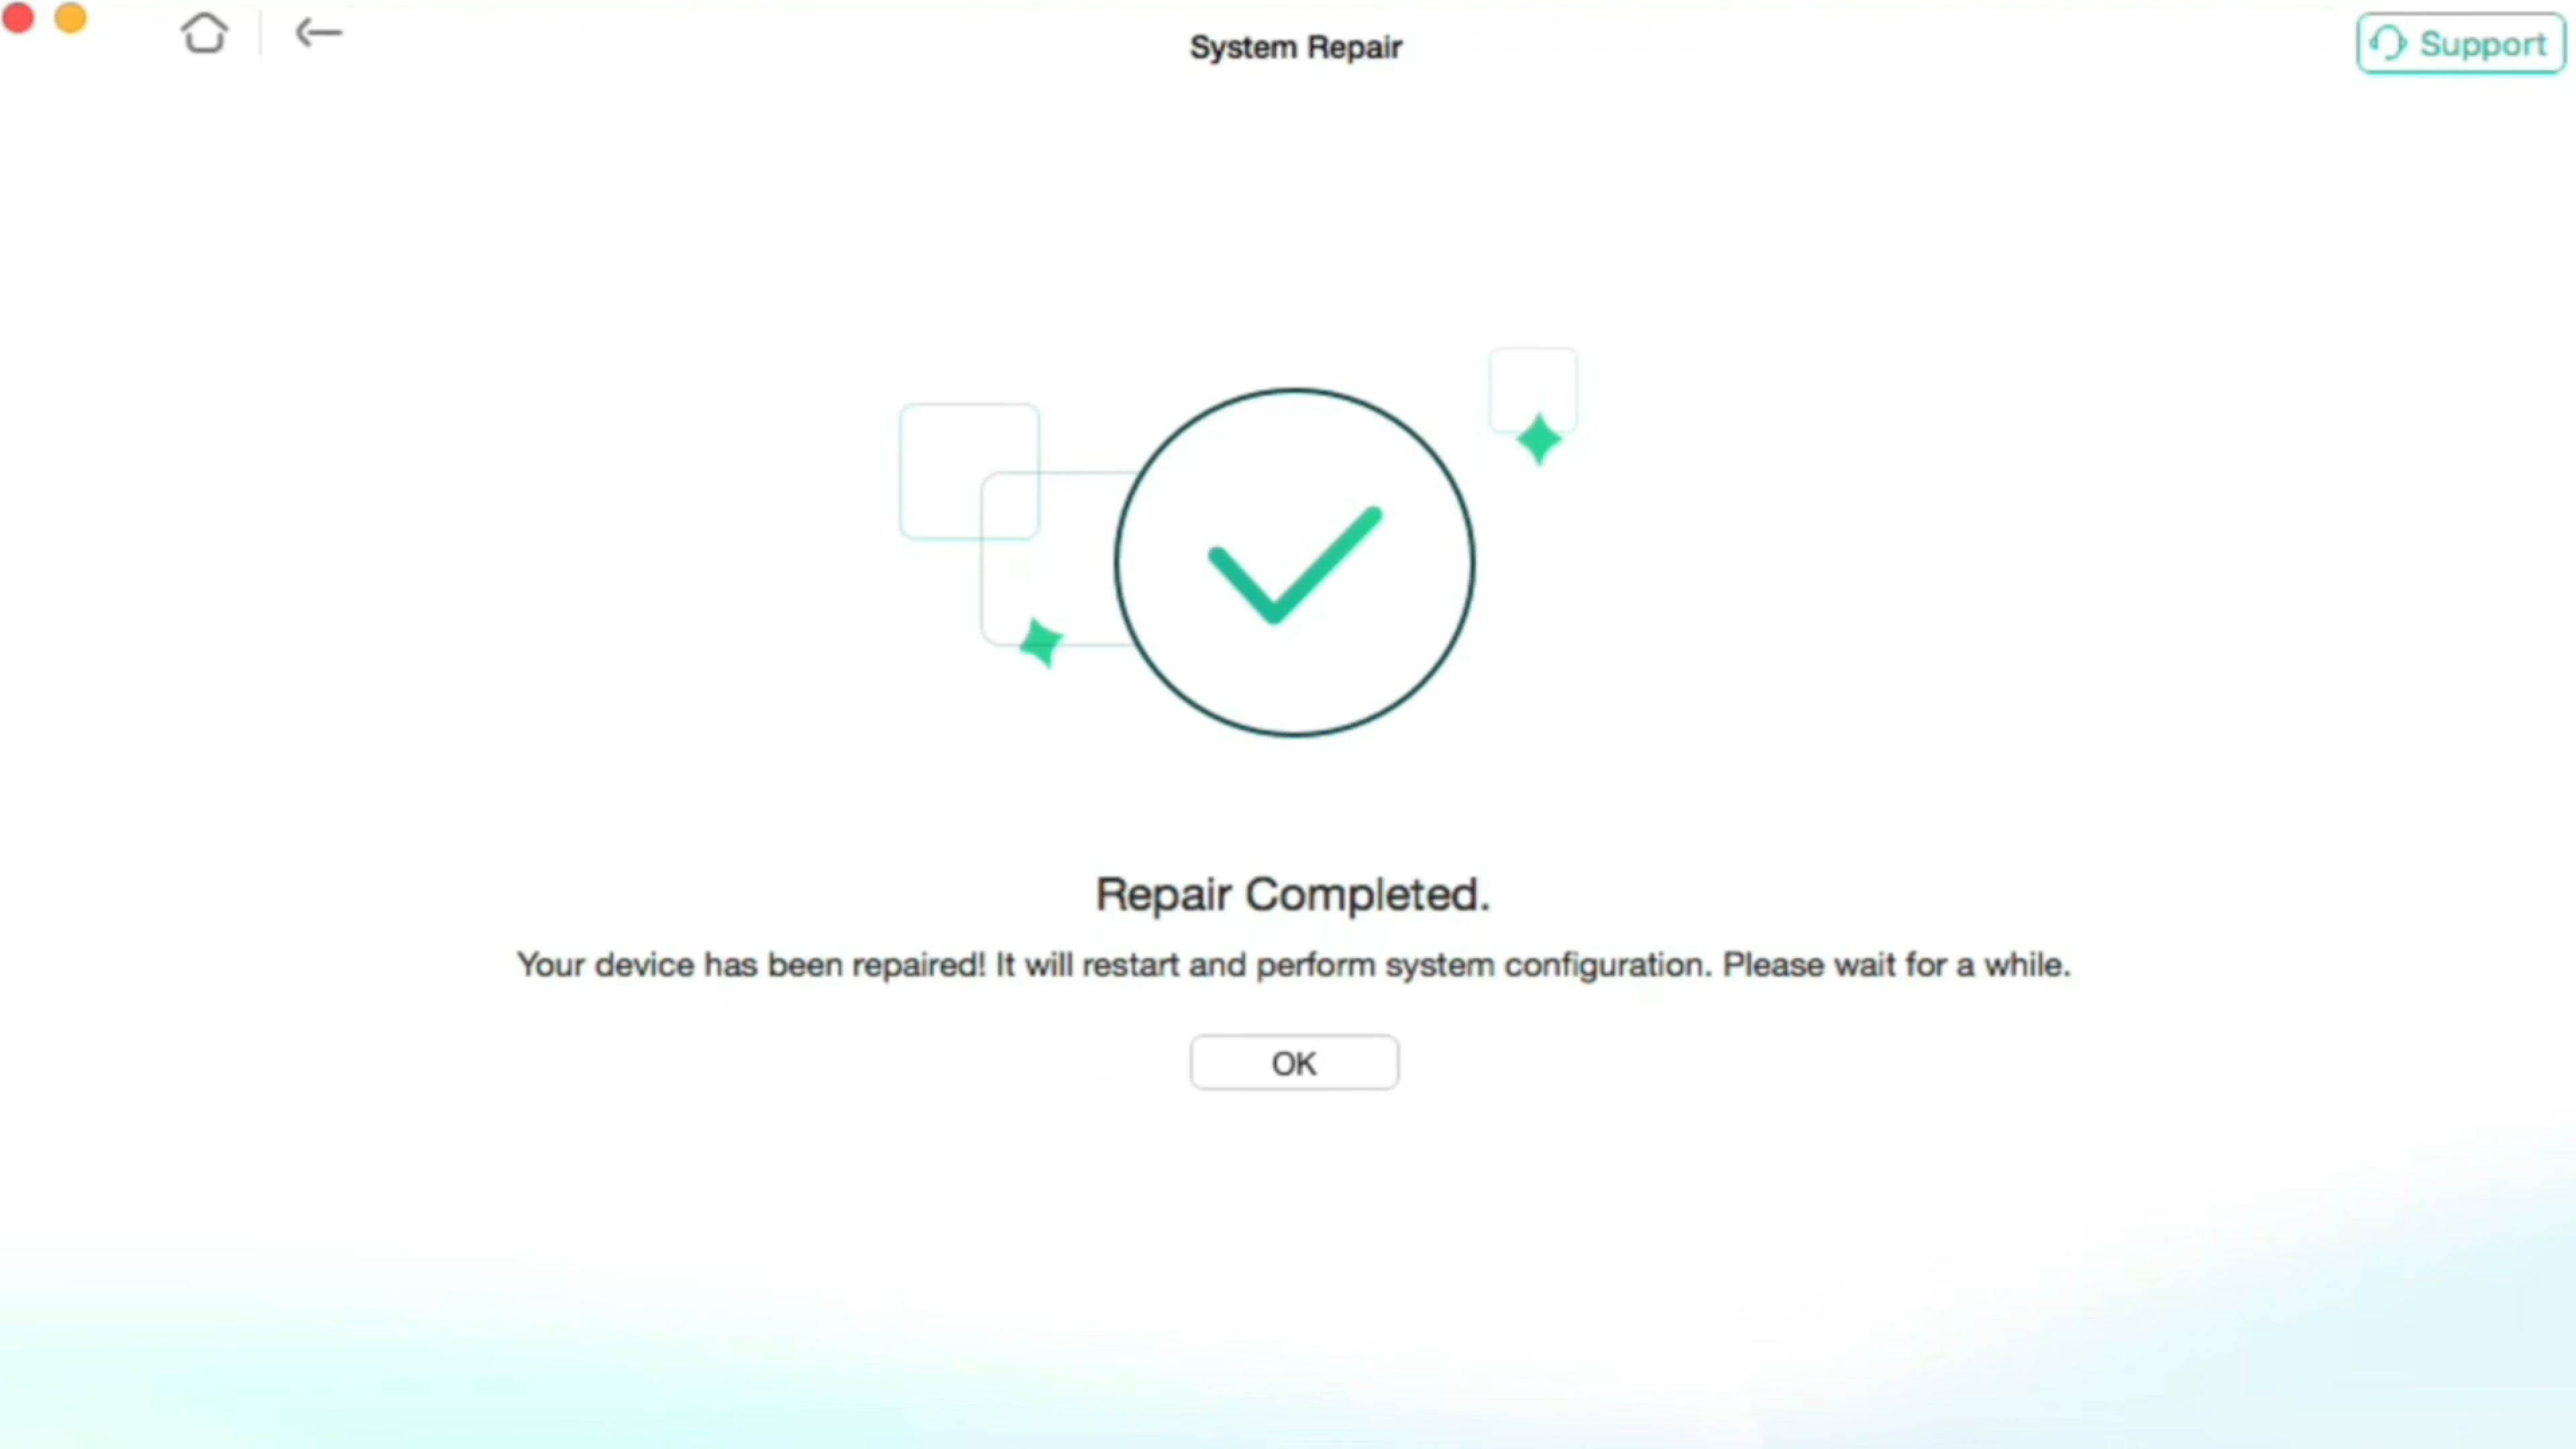 System Repair
Support
Repair Completed.
Your device has been repaired! It will restart and perform system configuration. Please wait for a while.
OK